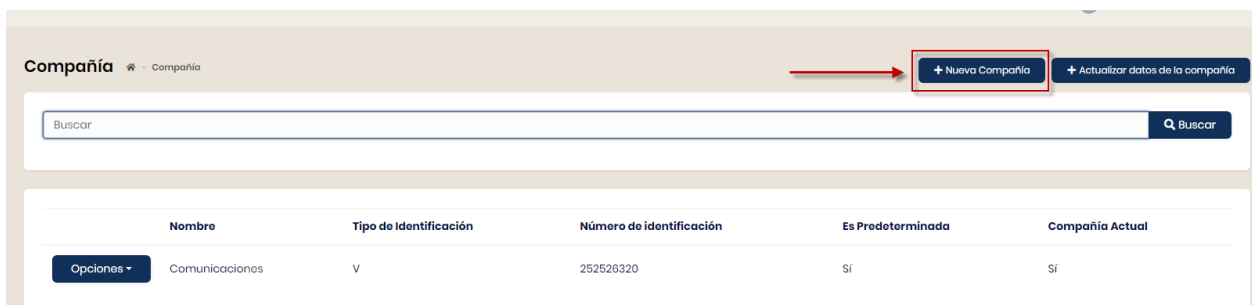 Compañía · Compañía
+ Nueva Compañía
+ Actualizar datos de la compañía
Buscar
Buscar
Nombre Tipo de Identificación Número de identificación Es Predeterminada Compañía Actual
Opciones Comunicaciones V 252526320 Sí Sí